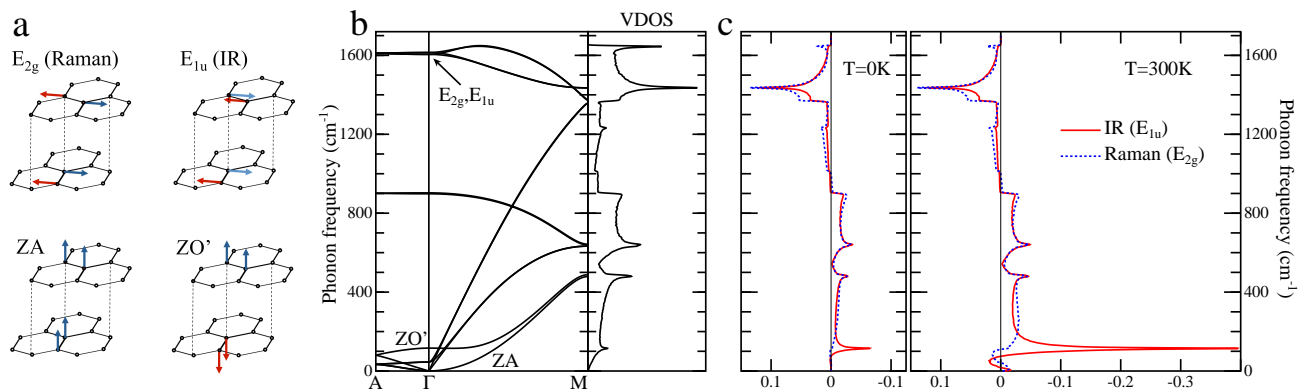 a
E2g (Raman)
E1u (IR)
ZA
ZO'
b
VDOS
Phonon frequency (cm-1)
1600
1200
800
400
0
E2g,E1u
ZO'
ZA
A
Γ
M
c
T=0K
T=300K
IR (E1u)
Raman (E2g)
0.1
0
-0.1
0.1
0
-0.1
-0.2
-0.3
-0.4
1600
1200
800
400
0
Phonon frequency (cm-1)